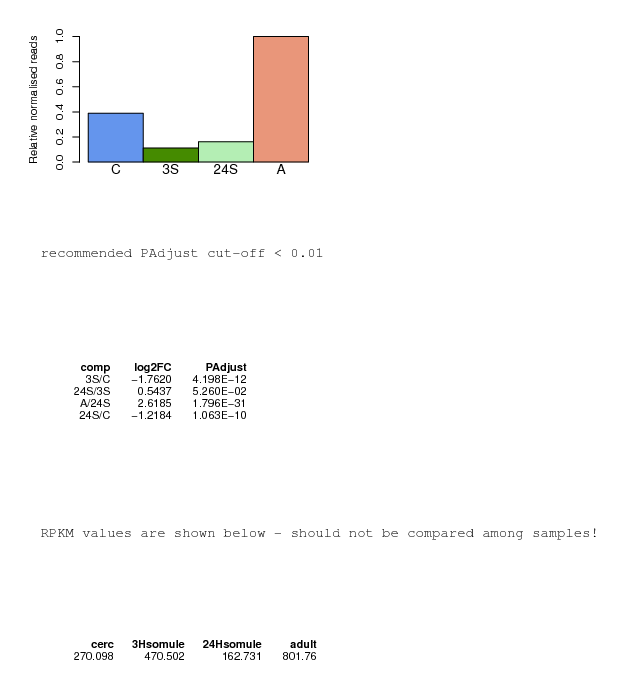 Relative normalised reads
1.0
0.8
0.6
0.4
0.2
0.0
C 3S 24S A
recommended PAdjust cut-off < 0.01
comp log2FC PAdjust
3S/C −1.7620 4.198E−12
24S/3S 0.5437 5.260E−02
A/24S 2.6185 1.796E−31
24S/C −1.2184 1.063E−10
RPKM values are shown below - should not be compared among samples!
cerc 3Hsomule 24Hsomule adult
270.098 470.502 162.731 801.76